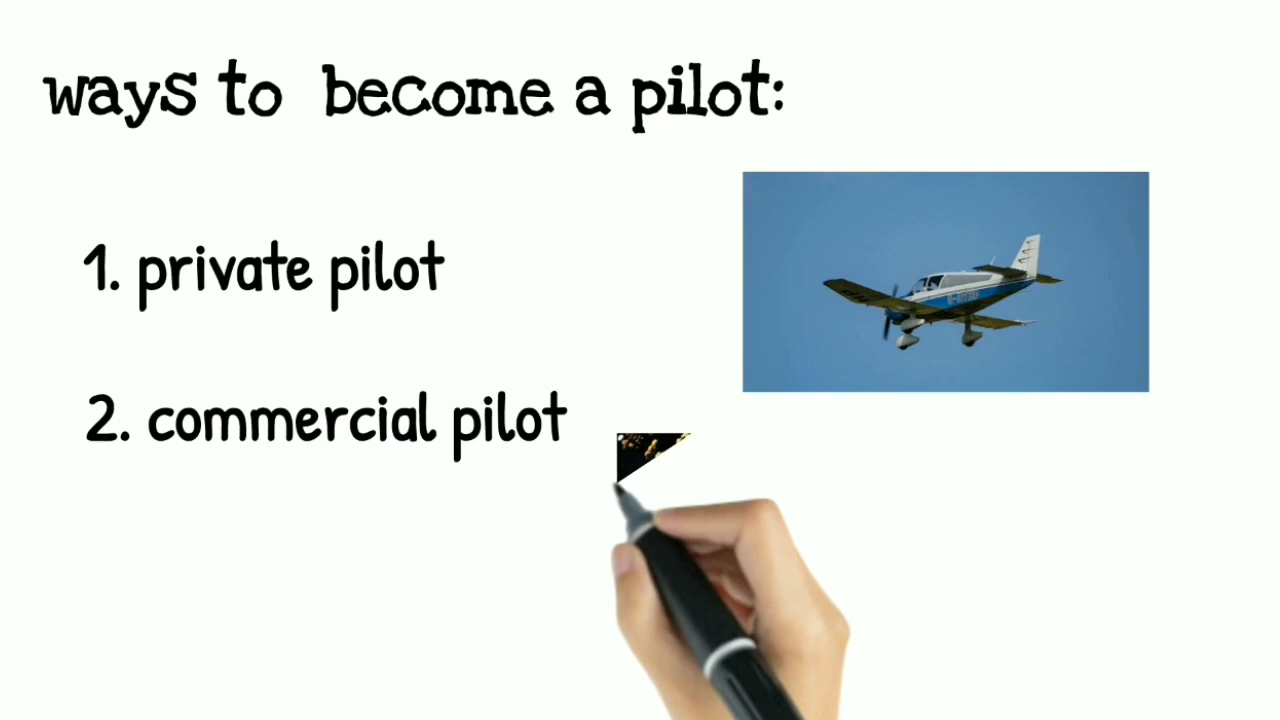 ways to become a pilot:
1. private pilot
2. commercial pilot